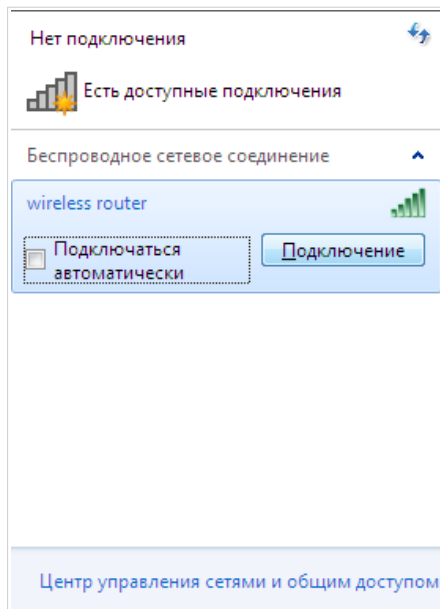 Нет подключения
Есть доступные подключения
Беспроводное сетевое соединение
wireless router
Подключаться
автоматически
Подключение
Центр управления сетями и общим доступом